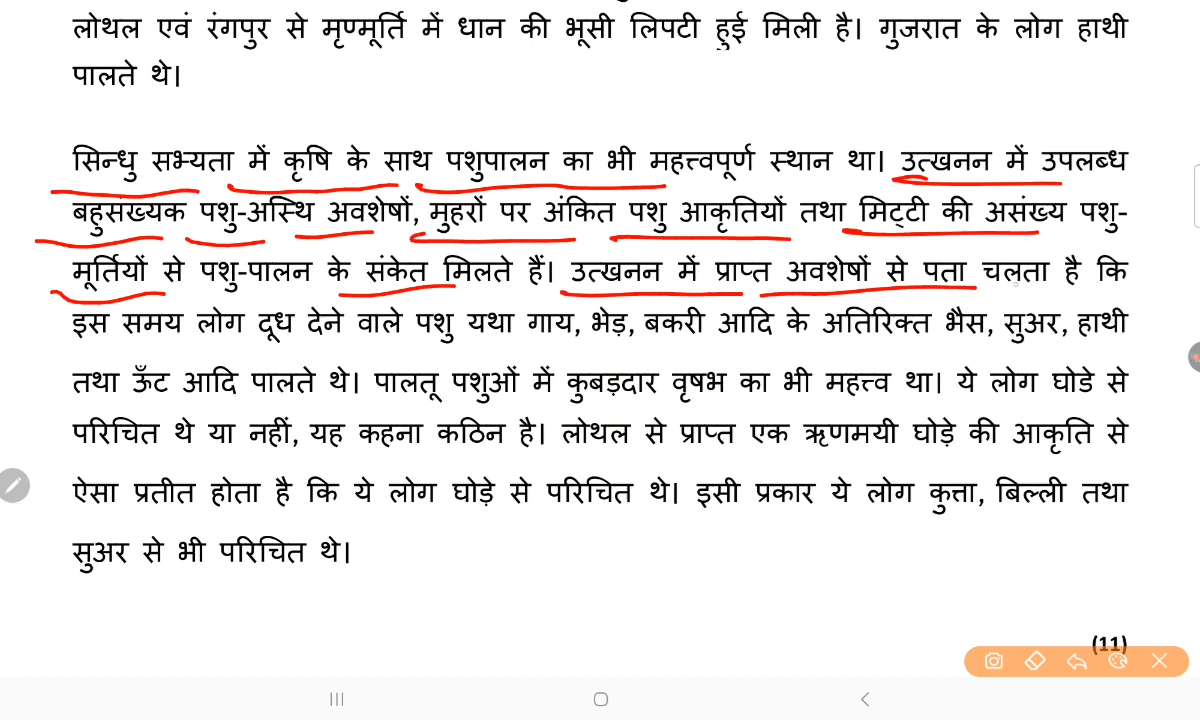 लोथल एवं रंगपुर से मृण्मूर्ति में धान की भूसी लिपटी हुई मिली है। गुजरात के लोग हाथी
पालते थे।
सिन्धु सभ्यता में कृषि के साथ पशुपालन का भी महत्त्वपूर्ण स्थान था। उत्खनन में उपलब्ध
बहुसंख्यक पशु-अस्थि अवशेषों, मुहरों पर अंकित पशु आकृतियों तथा मिट्‌टी की असंख्य पशु-
मूर्तियों से पशु-पालन के संकेत मिलते हैं। उत्खनन में प्राप्त अवशेषों से पता चलता है कि
इस समय लोग दूध देने वाले पशु यथा गाय, भेड़, बकरी आदि के अतिरिक्त भैस, सुअर, हाथी
तथा ऊँट आदि पालते थे। पालतू पशुओं में कुबड़दार वृषभ का भी महत्त्व था। ये लोग घोडे से
परिचित थे या नहीं, यह कहना कठिन है। लोथल से प्राप्त एक ऋणमयी घोड़े की आकृति से
ऐसा प्रतीत होता है कि ये लोग घोड़े से परिचित थे। इसी प्रकार ये लोग कुत्ता, बिल्ली तथा
सुअर से भी परिचित थे।
(11)